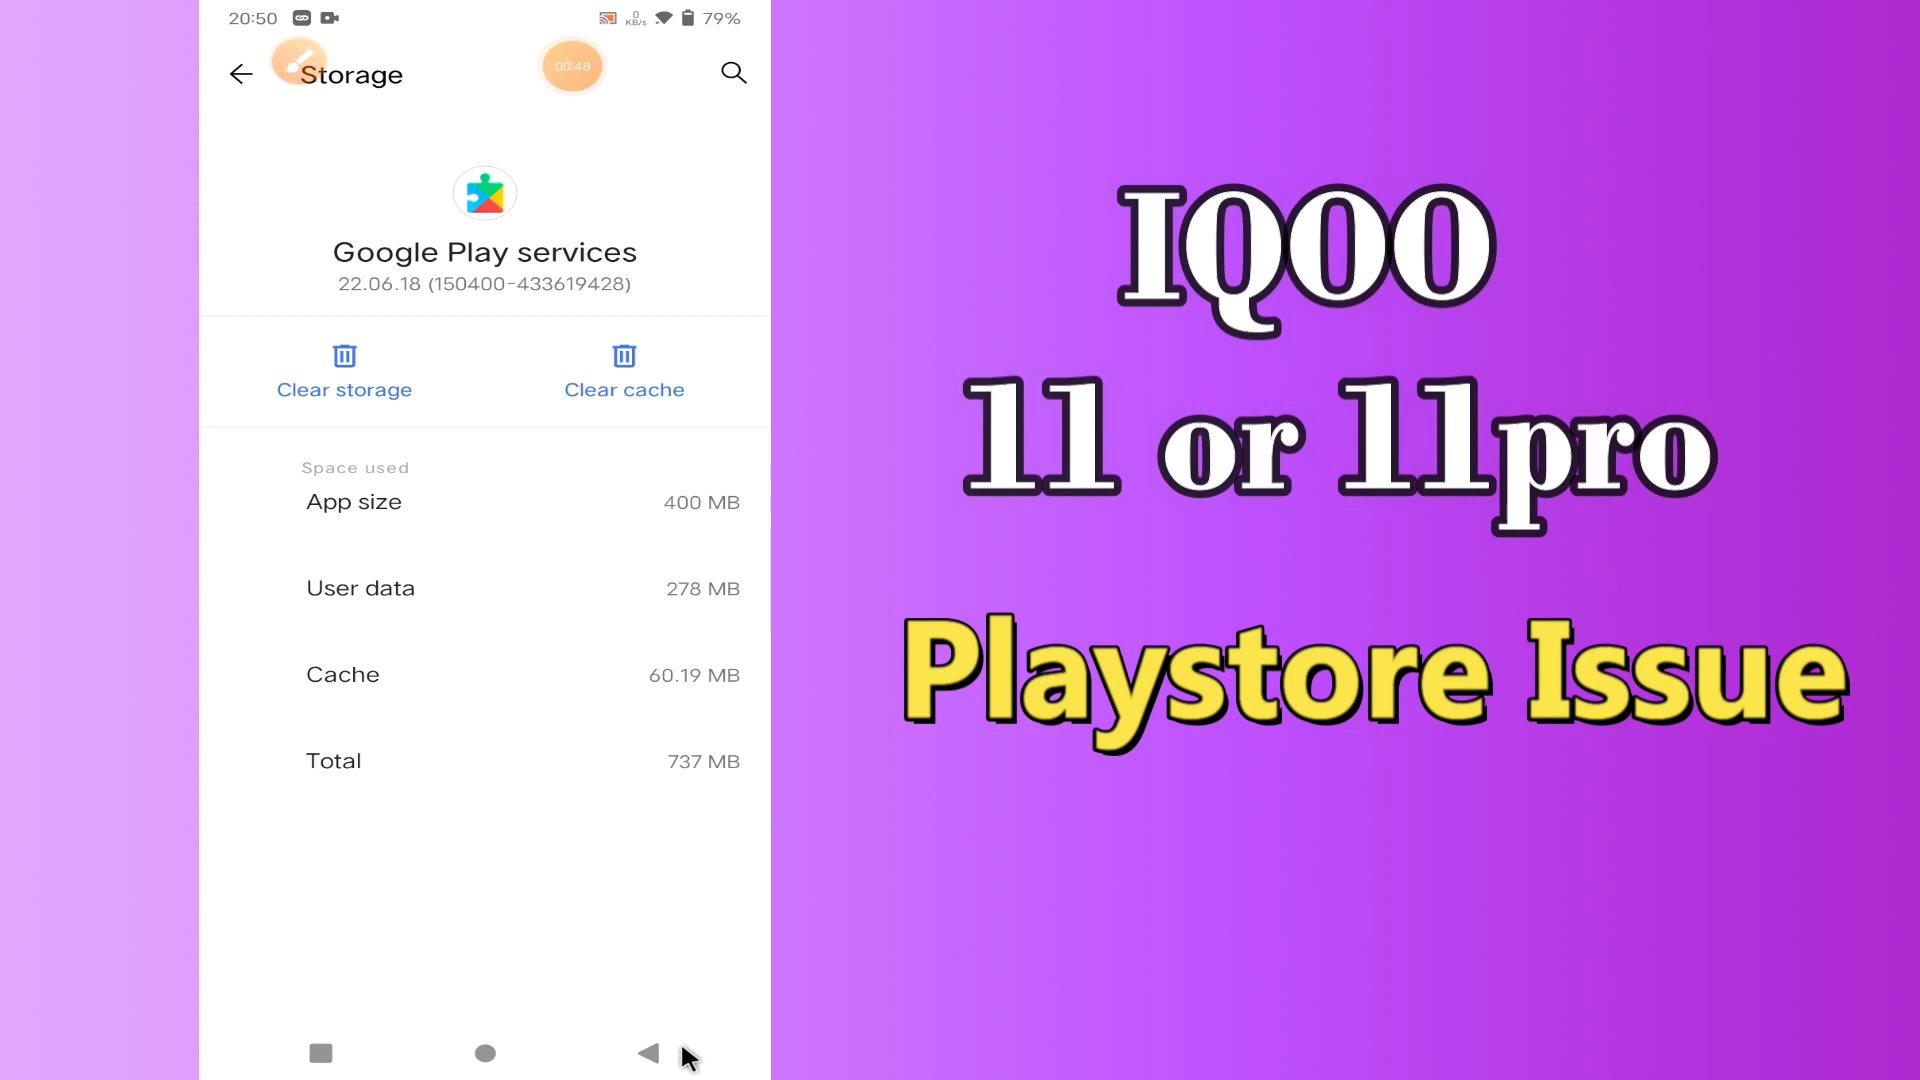 20:50
0
KB/s
79%
Storage
00:48
Google Play services
22.06.18 (150400-433619428)
Clear storage
Clear cache
Space used
App size
400 MB
User data
278 MB
Cache
60.19 MB
Total
737 MB
IQOO
11 or 11pro
Playstore Issue